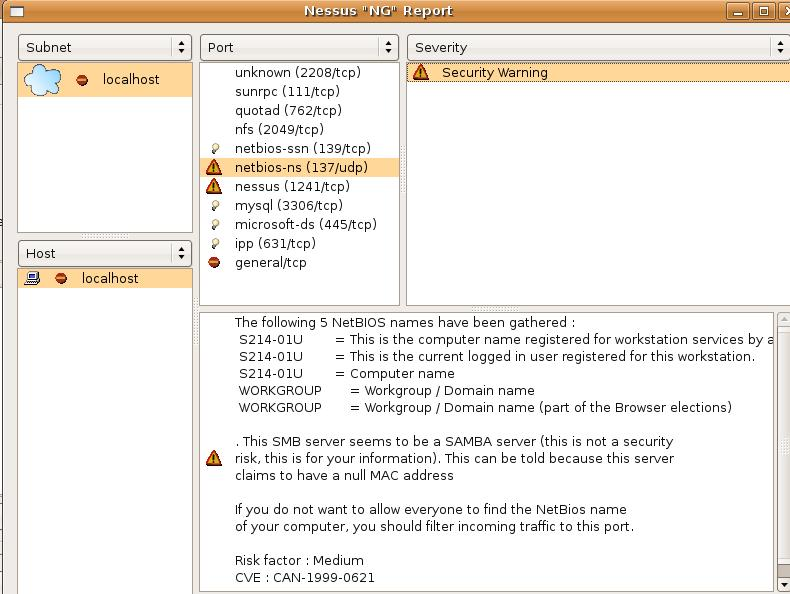 Nessus "NG" Report
Subnet
localhost
Host
localhost
Port
unknown (2208/tcp)
sunrpc (111/tcp)
quotad (762/tcp)
nfs (2049/tcp)
netbios-ssn (139/tcp)
netbios-ns (137/udp)
nessus (1241/tcp)
mysql (3306/tcp)
microsoft-ds (445/tcp)
ipp (631/tcp)
general/tcp
Severity
Security Warning
The following 5 NetBIOS names have been gathered :
S214-01U = This is the computer name registered for workstation services by a
S214-01U = This is the current logged in user registered for this workstation.
S214-01U = Computer name
WORKGROUP = Workgroup / Domain name
WORKGROUP = Workgroup / Domain name (part of the Browser elections)
. This SMB server seems to be a SAMBA server (this is not a security
risk, this is for your information). This can be told because this server
claims to have a null MAC address
If you do not want to allow everyone to find the NetBios name
of your computer, you should filter incoming traffic to this port.
Risk factor : Medium
CVE : CAN-1999-0621